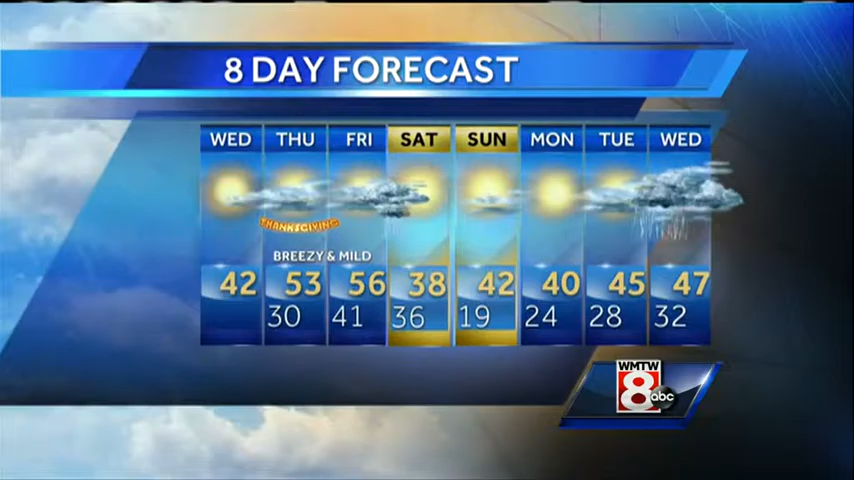 8 DAY FORECAST
WED THU FRI SAT SUN MON TUE WED
THANKSGIVING
BREEZY & MILD
42 53 56 38 42 40 45 47
30 41 36 19 24 28 32
WMTW
8 abc